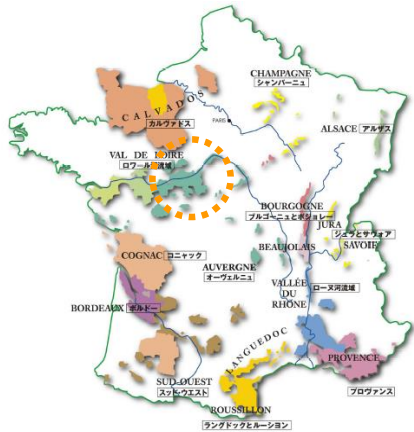 CHAMPAGNE
シャンパーニュ
PARIS
CALVADOS
カルヴァドス
ALSACE アルザス
VAL DE LOIRE
ロワール河流域
BOURGOGNE
ブルゴーニュとボジョレー
JURA
ジュラとサヴォア
SAVOIE
BEAUJOLAIS
COGNAC コニャック
AUVERGNE
オーヴェルニュ
VALLÉE
DU
RHÔNE
ローヌ河流域
BORDEAUX ボルドー
LANGUEDOC
PROVENCE
プロヴァンス
SUD-OUEST
スッド・ウエスト
ROUSSILLON
ラングドックとルーション